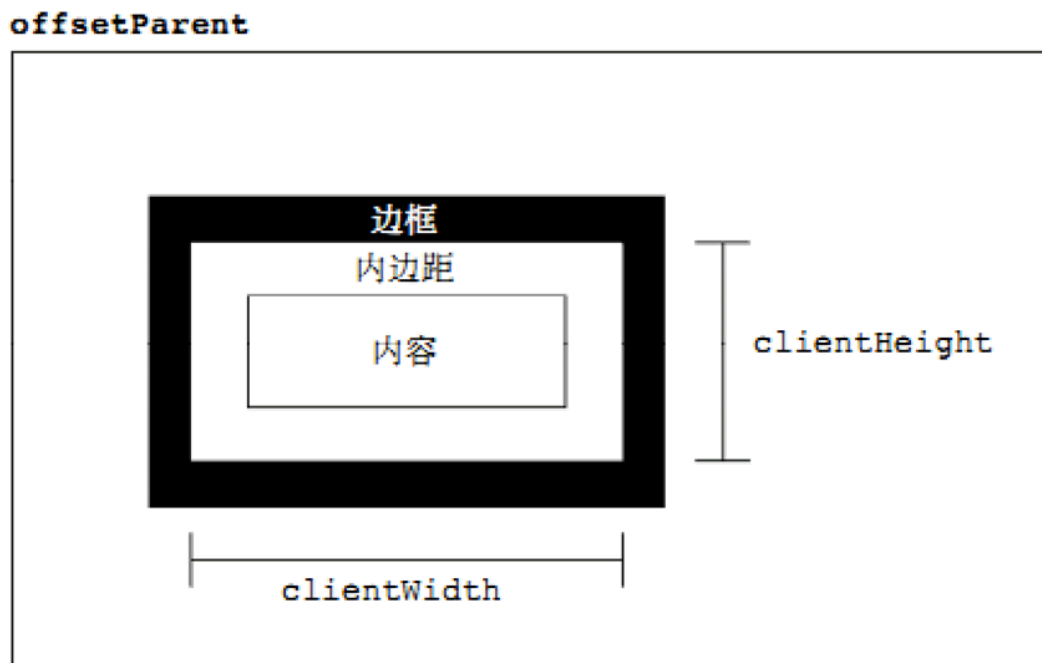 offsetParent
边框
内边距
内容
clientHeight
clientWidth